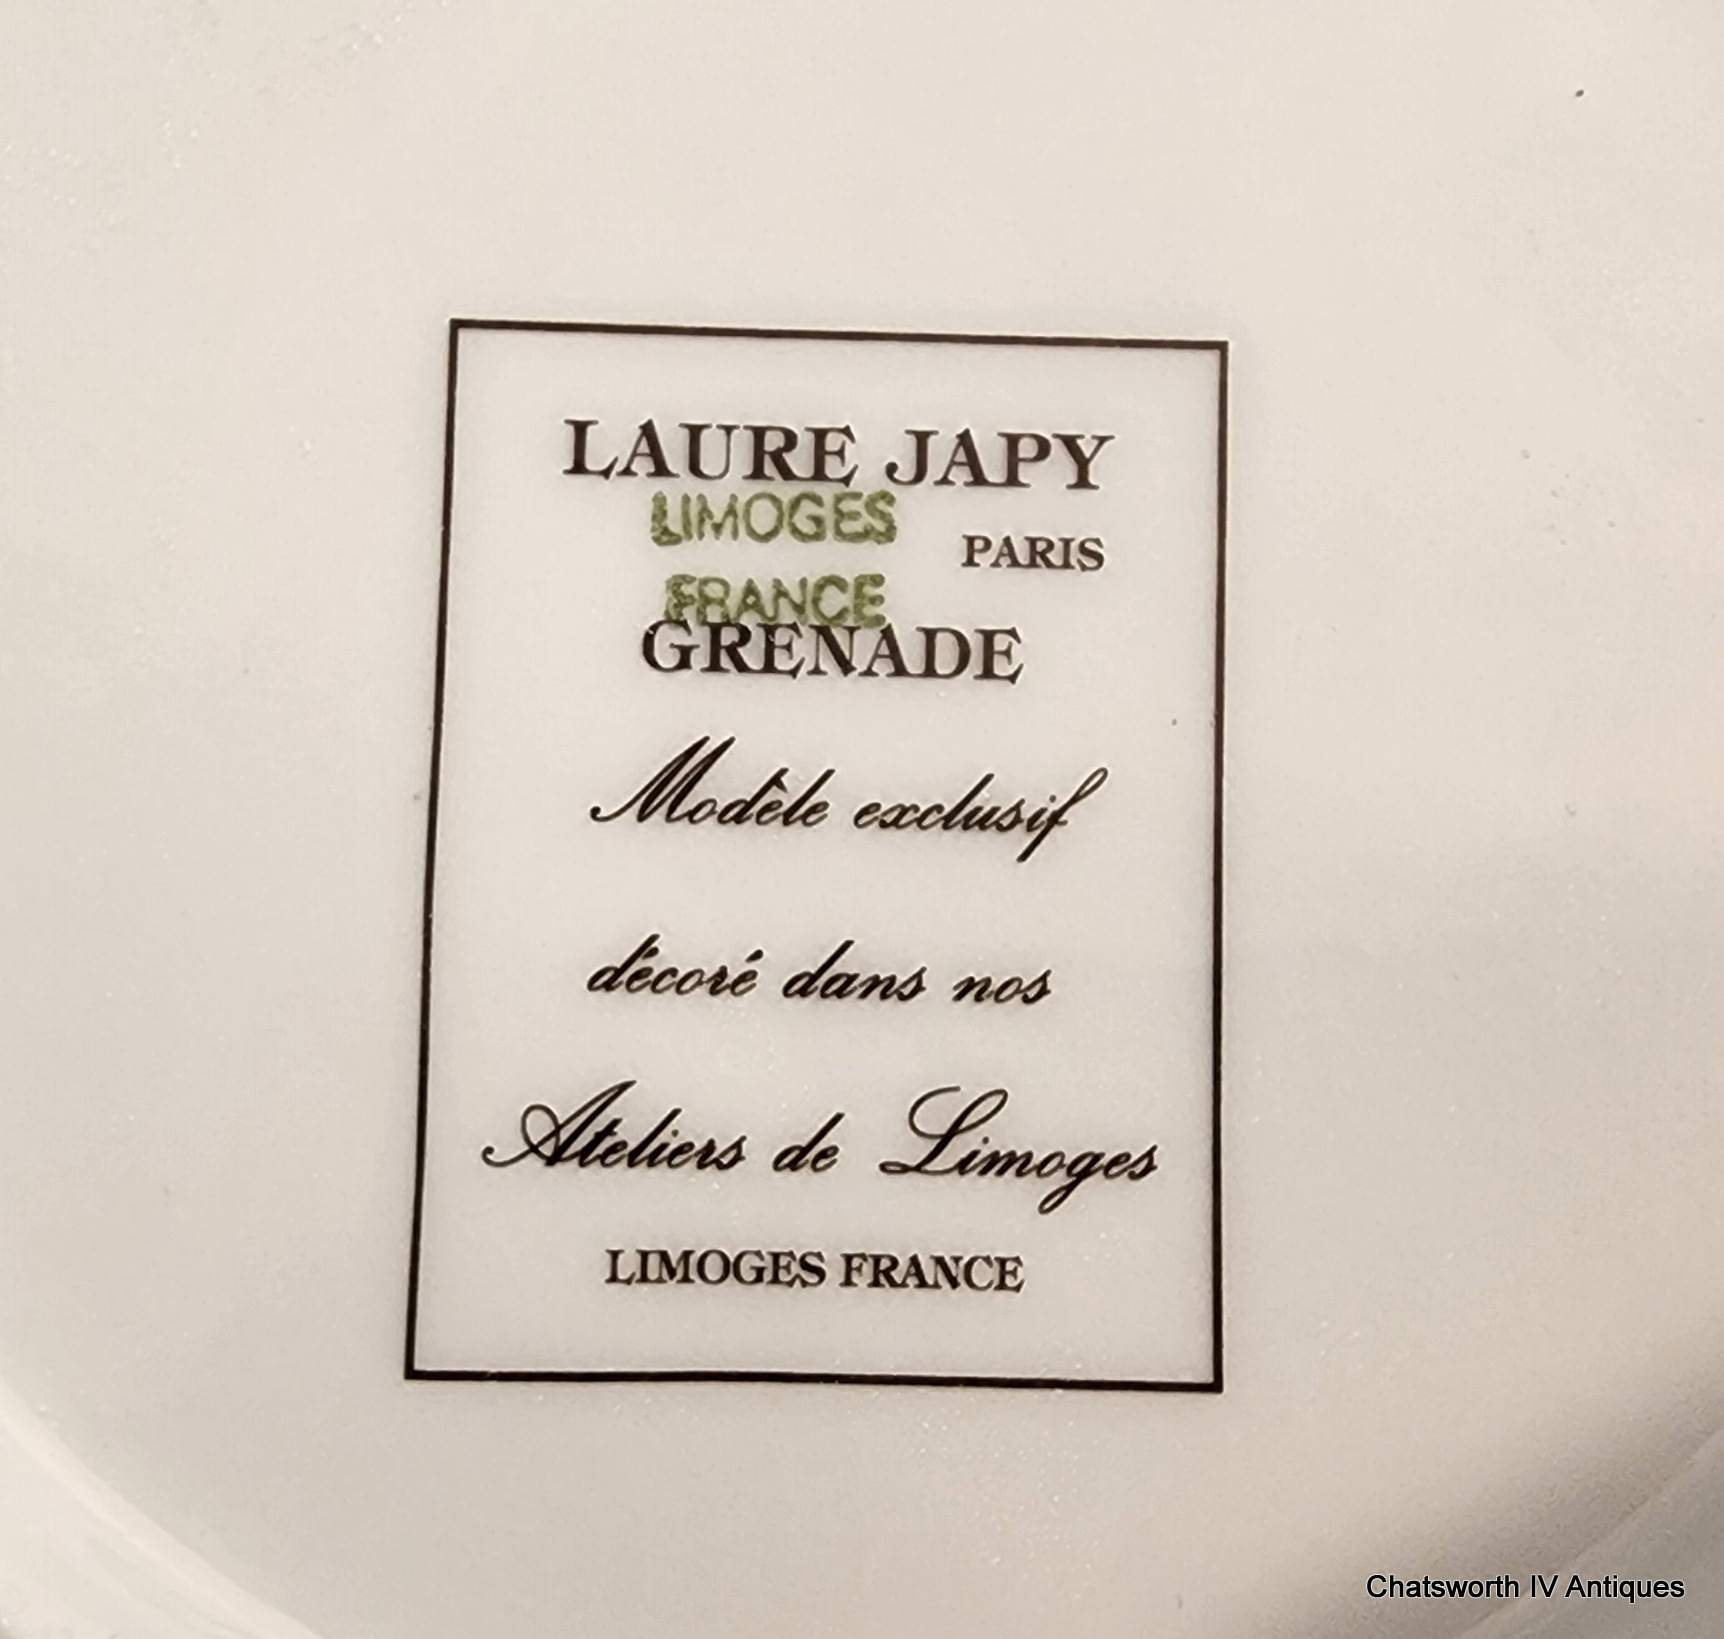 LAURE JAPY
LIMOGES
PARIS
FRANCE
GRENADE
Modèle exclusif
décoré dans nos
Ateliers de Limoges
LIMOGES FRANCE
Chatsworth IV Antiques